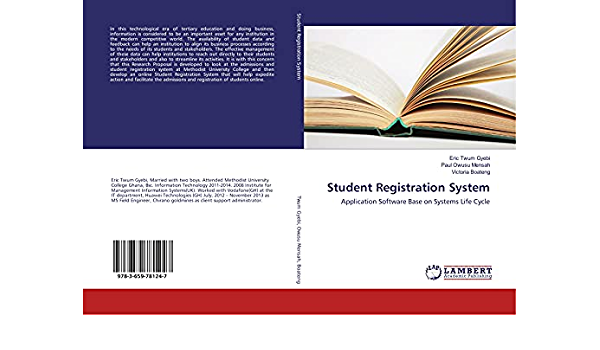 In this technological era of tertiary education and doing business,
information is considered to be an important asset for any institution in
the modern competitive world. The availability of student data and
feedback can help an institution to align its business processes according
to the needs of its students and stakeholders. The effective management
of these data can help institutions to reach out directly to their students
and stakeholders and also to streamline its activities. It is with this concern
that this Research Proposal is developed to look at the admissions and
student registration system at Methodist University College and then
develop an online Student Registration System that will help expedite
action and facilitate the admissions and registration of students online.
Eric Twum Gyebi, Married with two boys. Attended Methodist University
College Ghana, Bsc. Information Technology 2011-2014. 2008 Institute for
Management Information Systems(UK). Worked with Vodafone(GH) at the
IT department, Huawei Technologies (GH) July, 2012 - November 2013 as
MS Field Engineer, Chirano goldmines as client support administrator.
978-3-659-78124-7
Student Registration System
Twum Gyebi, Owusu Mensah, Boateng
Eric Twum Gyebi
Paul Owusu Mensah
Victoria Boateng
Student Registration System
Application Software Base on Systems Life Cycle
LAP
LAMBERT
Academic Publishing